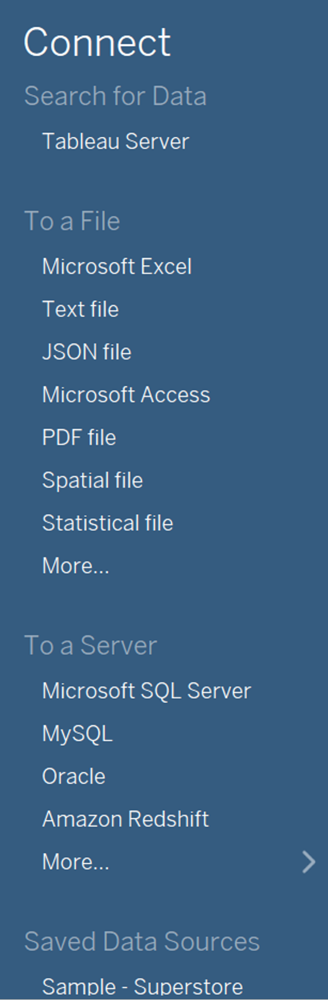 Connect
Search for Data
Tableau Server
To a File
Microsoft Excel
Text file
JSON file
Microsoft Access
PDF file
Spatial file
Statistical file
More...
To a Server
Microsoft SQL Server
MySQL
Oracle
Amazon Redshift
More...
Saved Data Sources
Sample - Superstore